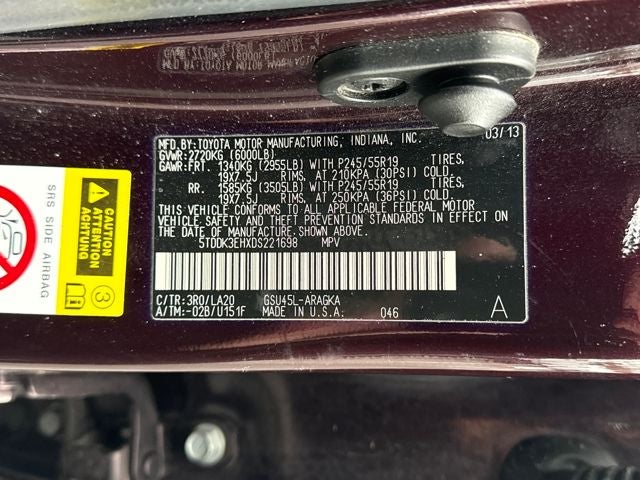 MFD.BY:TOYOTA MOTOR MANUFACTURING, INDIANA, INC. 03/13
GVWR:2720KG (6000LB)
GAWR:FRT. 1340KG (2955LB) WITH P245/55R19 TIRES,
19X7.5J RIMS, AT 210KPA (30PSI) COLD.
RR. 1585KG (3505LB) WITH P245/55R19 TIRES,
19X7.5J RIMS, AT 250KPA (36PSI) COLD.
THIS VEHICLE CONFORMS TO ALL APPLICABLE FEDERAL MOTOR
VEHICLE SAFETY AND THEFT PREVENTION STANDARDS IN EFFECT ON
THE DATE OF MANUFACTURE SHOWN ABOVE.
5TDDK3EHXDS221698 MPV
C/TR:3R0/LA20 GSU45L-ARAGKA
A/TM:-02B/U151F MADE IN U.S.A. 046 A
SRS SIDE AIRBAG
CAUTION
ATTENTION
ACHTUNG
3